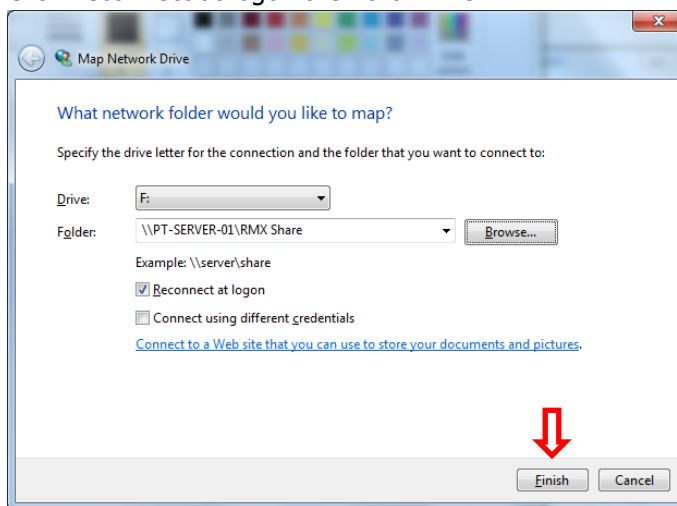 Map Network Drive
What network folder would you like to map?
Specify the drive letter for the connection and the folder that you want to connect to:
Drive: F:
Folder: \\PT-SERVER-01\RMX Share Browse...
Example: \\server\share
Reconnect at logon
Connect using different credentials
Connect to a Web site that you can use to store your documents and pictures.
Finish Cancel